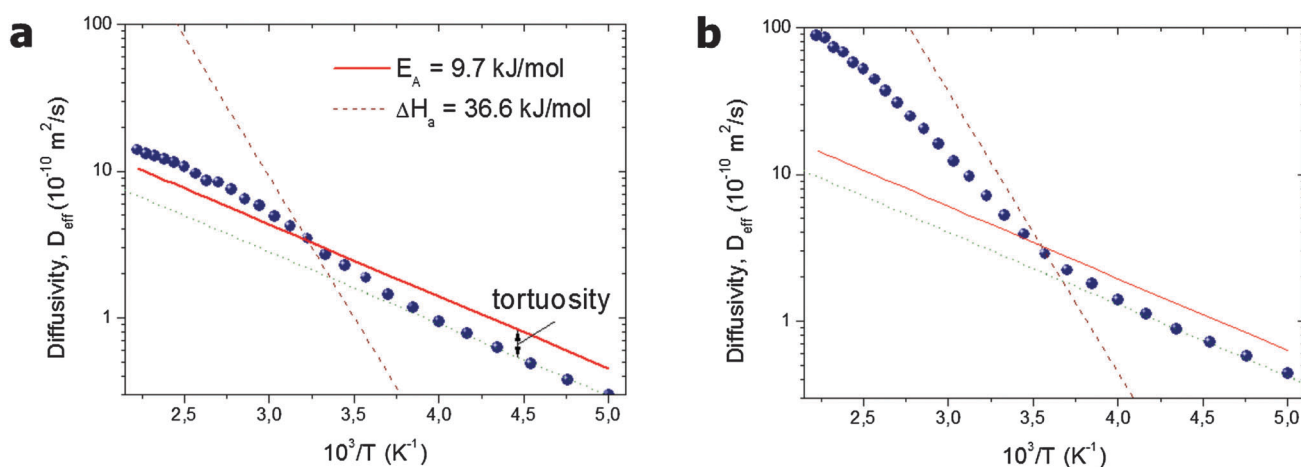 a
100
10
1
Diffusivity, D_eff (10^-10 m^2/s)
E_A = 9.7 kJ/mol
ΔH_a = 36.6 kJ/mol
tortuosity
2,5 3,0 3,5 4,0 4,5 5,0
10^3/T (K^-1)
b
100
10
1
Diffusivity, D_eff (10^-10 m^2/s)
2,5 3,0 3,5 4,0 4,5 5,0
10^3/T (K^-1)